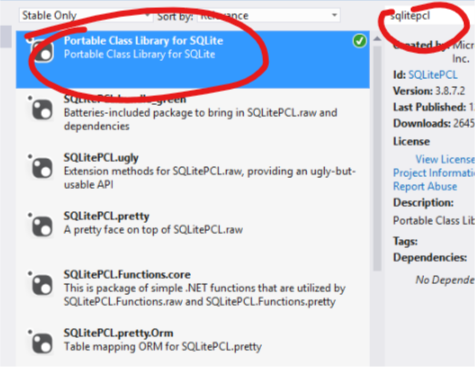 Stable Only
Sort by: Relevance
sqlitepcl
Portable Class Library for SQLite
Portable Class Library for SQLite
Batteries-included package to bring in SQLitePCL.raw and
dependencies
SQLitePCL.ugly
Extension methods for SQLitePCL.raw, providing an ugly-but-
usable API
SQLitePCL.pretty
A pretty face on top of SQLitePCL.raw
SQLitePCL.Functions.core
This is package of simple .NET functions that are utilized by
SQLitePCL.Functions.raw and SQLitePCL.Functions.pretty
SQLitePCL.pretty.Orm
Table mapping ORM for SQLitePCL.pretty
Created by: Micr
Inc.
Id: SQLitePCL
Version: 3.8.7.2
Last Published: 1
Downloads: 2645
License
View License
Project Informati
Report Abuse
Description:
Portable Class Lib
Tags:
Dependencies:
No Depende